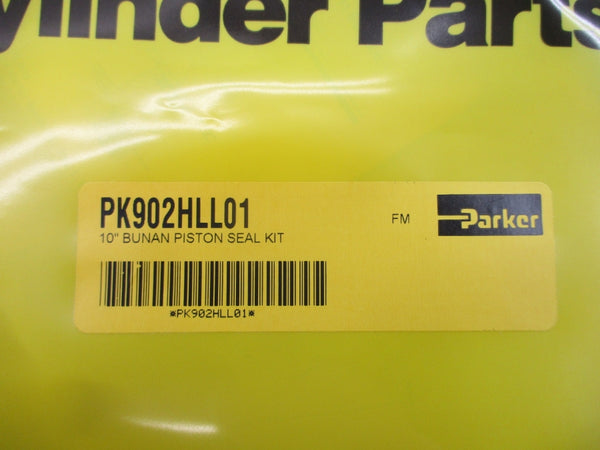 ylinder Parts
PK902HLL01
10" BUNAN PISTON SEAL KIT
FM
Parker
*PK902HLL01*